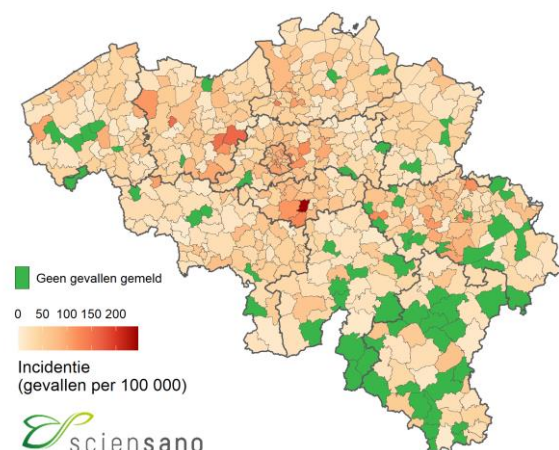 Geen gevallen gemeld
0 50 100 150 200
Incidentie
(gevallen per 100 000)
sciensano